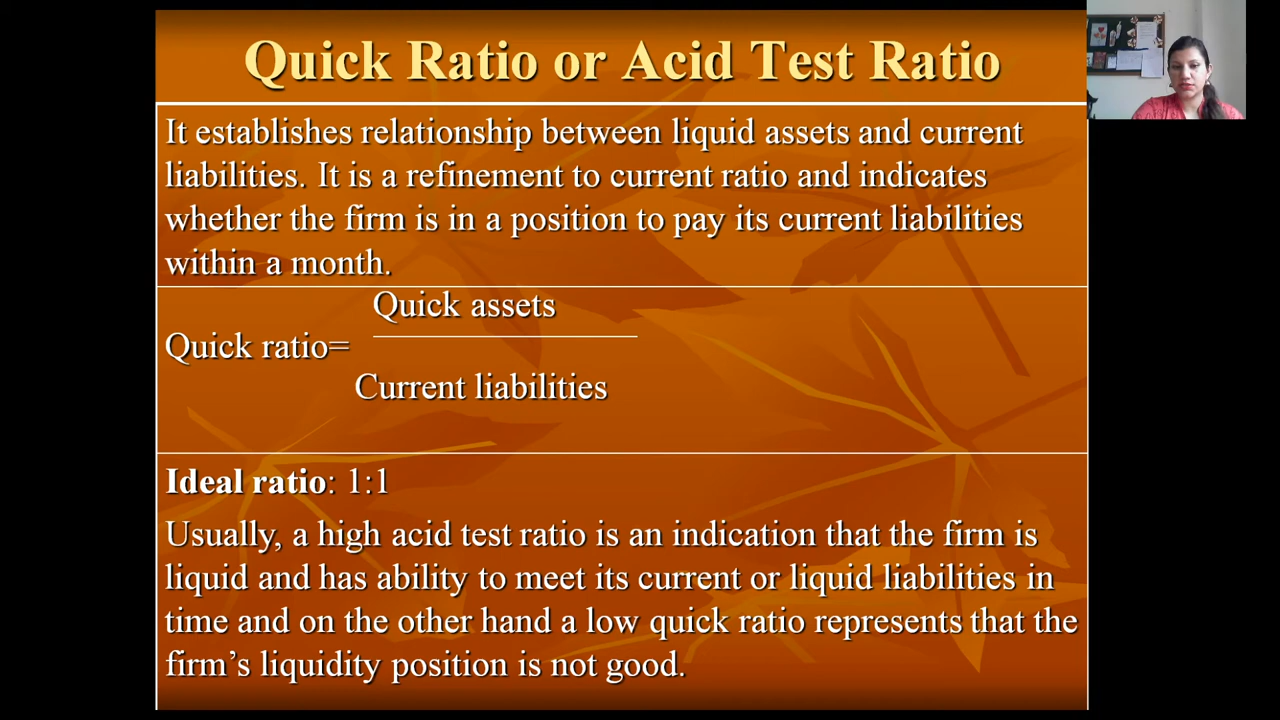 Quick Ratio or Acid Test Ratio
It establishes relationship between liquid assets and current
liabilities. It is a refinement to current ratio and indicates
whether the firm is in a position to pay its current liabilities
within a month.
Quick assets
Quick ratio=
Current liabilities
Ideal ratio: 1:1
Usually, a high acid test ratio is an indication that the firm is
liquid and has ability to meet its current or liquid liabilities in
time and on the other hand a low quick ratio represents that the
firm's liquidity position is not good.